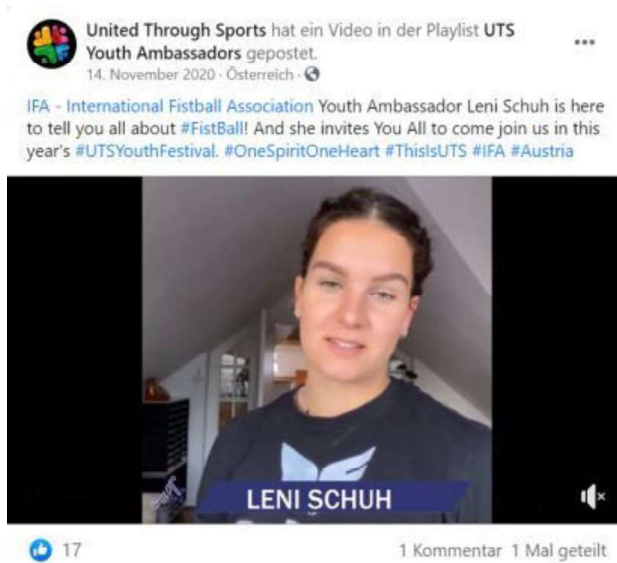 United Through Sports hat ein Video in der Playlist UTS
Youth Ambassadors gepostet.
14. November 2020 · Österreich ·
IFA - International Fistball Association Youth Ambassador Leni Schuh is here
to tell you all about #FistBall! And she invites You All to come join us in this
year's #UTSYouthFestival. #OneSpiritOneHeart #ThisIsUTS #IFA #Austria
LENI SCHUH
17
1 Kommentar 1 Mal geteilt